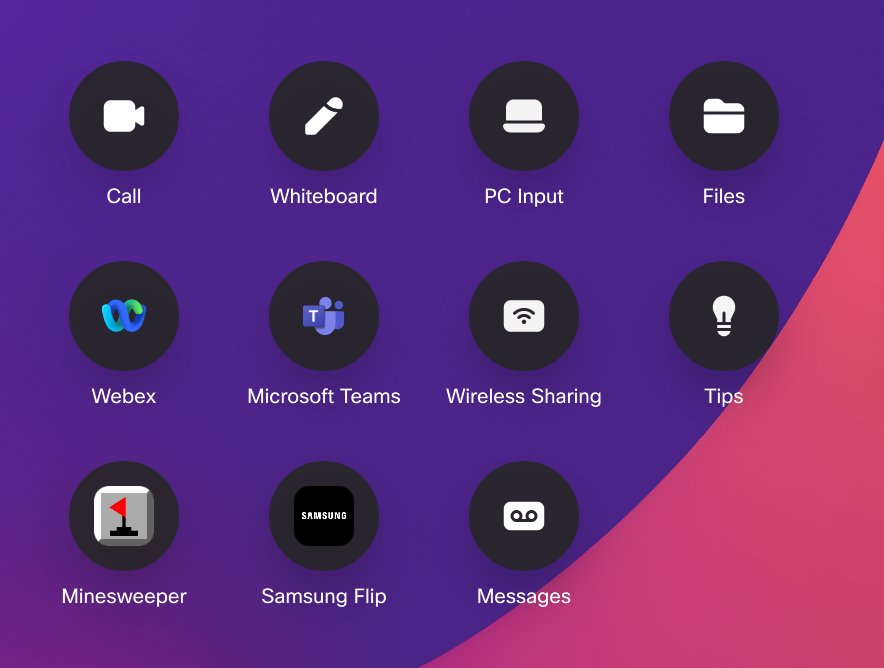 Call
Whiteboard
PC Input
Files
Webex
T
Microsoft Teams
Wireless Sharing
Tips
SAMSUNG
Minesweeper
Samsung Flip
Messages